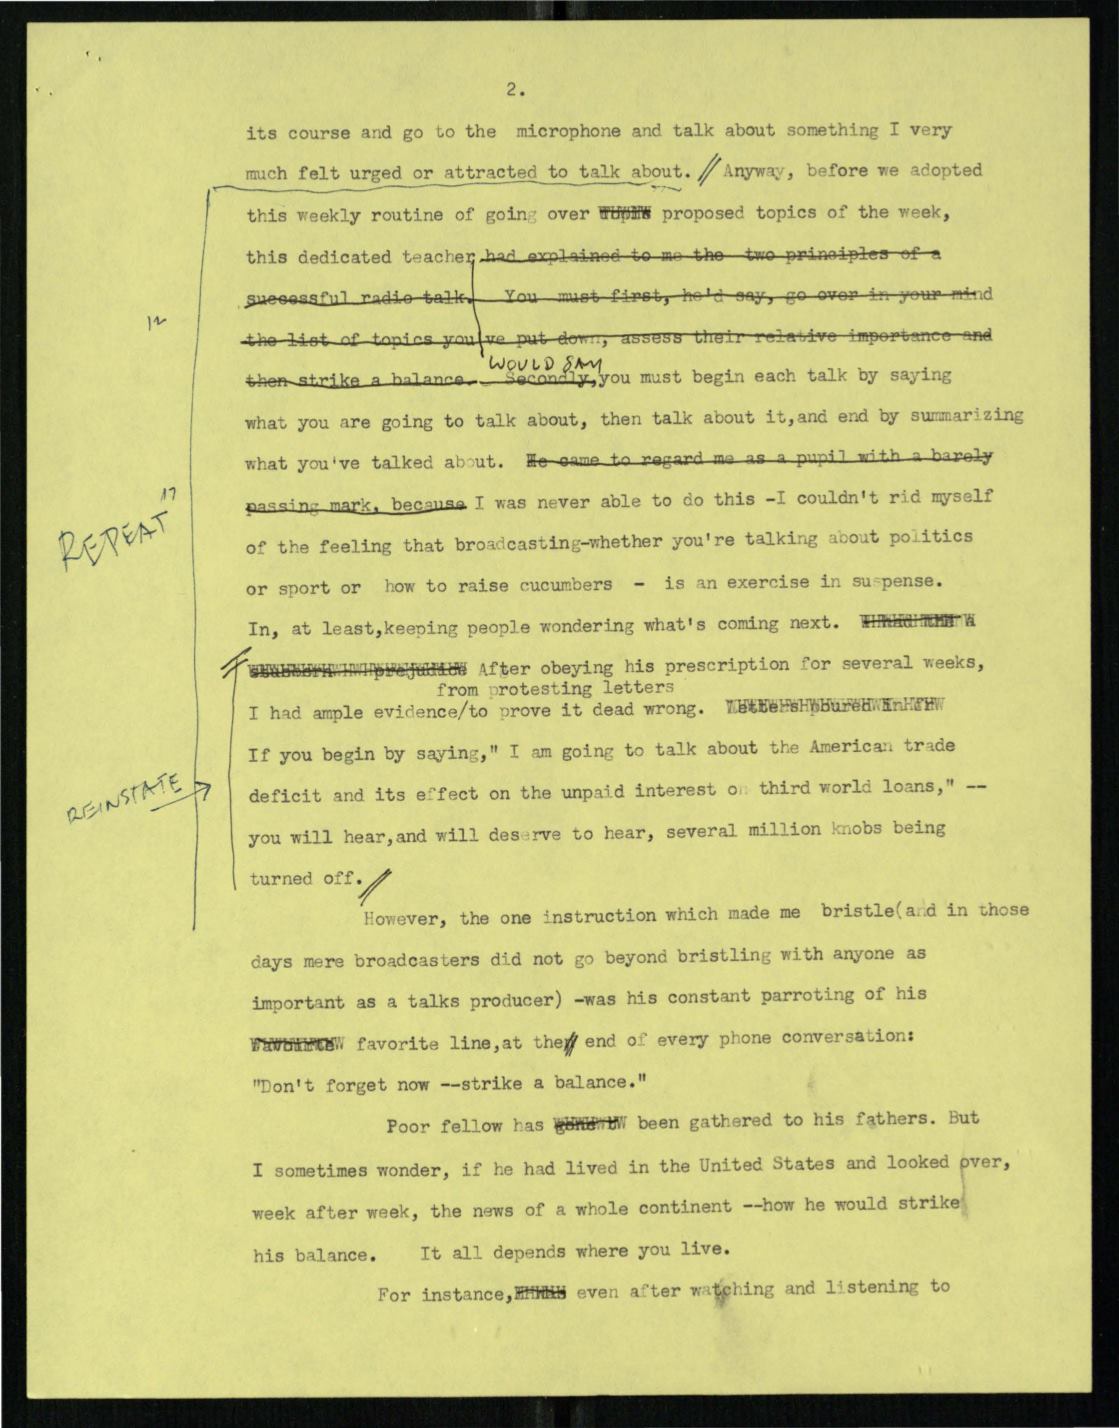 2.
its course and go to the microphone and talk about something I very
much felt urged or attracted to talk about. // Anyway, before we adopted
this weekly routine of going over proposed topics of the week,
this dedicated teacher had explained to me the two principles of a
successful radio talk. You must first, he'd say, go over in your mind
the list of topics you've put down, assess their relative importance and
12
WOULD SAY
then strike a balance. Secondly, you must begin each talk by saying
what you are going to talk about, then talk about it,and end by summarizing
what you've talked about. He came to regard me as a pupil with a barely
passing mark, because I was never able to do this -I couldn't rid myself
17
REPEAT
of the feeling that broadcasting-whether you're talking about politics
or sport or how to raise cucumbers - is an exercise in suspense.
In, at least,keeping people wondering what's coming next.
prejudice After obeying his prescription for several weeks,
from protesting letters
I had ample evidence/to prove it dead wrong. Letters poured in
If you begin by saying," I am going to talk about the American trade
REINSTATE
deficit and its effect on the unpaid interest on third world loans," --
you will hear,and will deserve to hear, several million knobs being
turned off. //
However, the one instruction which made me bristle(and in those
days mere broadcasters did not go beyond bristling with anyone as
important as a talks producer) -was his constant parroting of his
favorite line,at the// end of every phone conversation:
"Don't forget now --strike a balance."
Poor fellow has been gathered to his fathers. But
I sometimes wonder, if he had lived in the United States and looked over,
week after week, the news of a whole continent --how he would strike
his balance. It all depends where you live.
For instance, even after watching and listening to